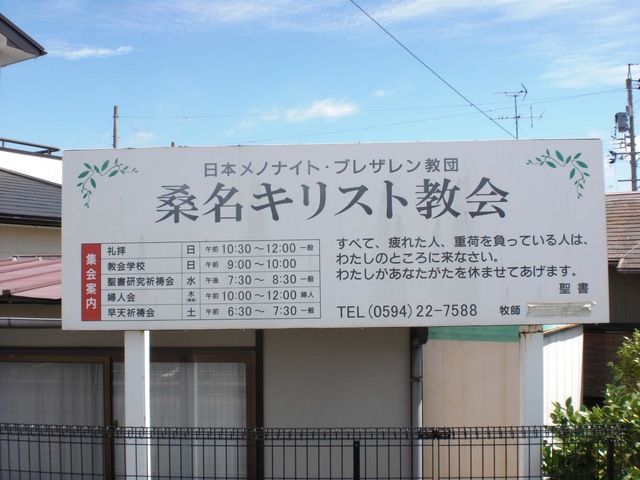 日本メノナイト・ブレザレン教団
桑名キリスト教会
集会案内
礼拝 日 午前 10:30～12:00 一般
教会学校 日 午前 9:00～10:00
聖書研究祈祷会 水 午後 7:30～8:30 一般
婦人会 木 午前 10:00～12:00 婦人
早天祈祷会 土 午前 6:30～7:30 一般
すべて、疲れた人、重荷を負っている人は、
わたしのところに来なさい。
わたしがあなたがたを休ませてあげます。
聖書
TEL(0594)22-7588 牧師